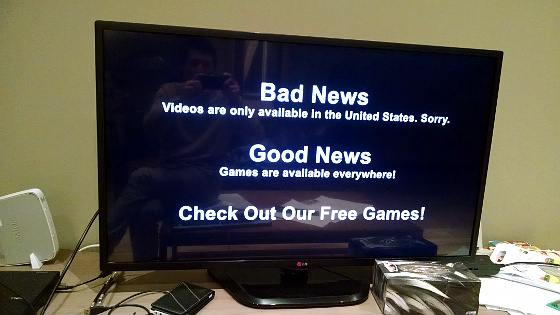 Bad News
Videos are only available in the United States. Sorry.
Good News
Games are available everywhere!
Check Out Our Free Games!
LG